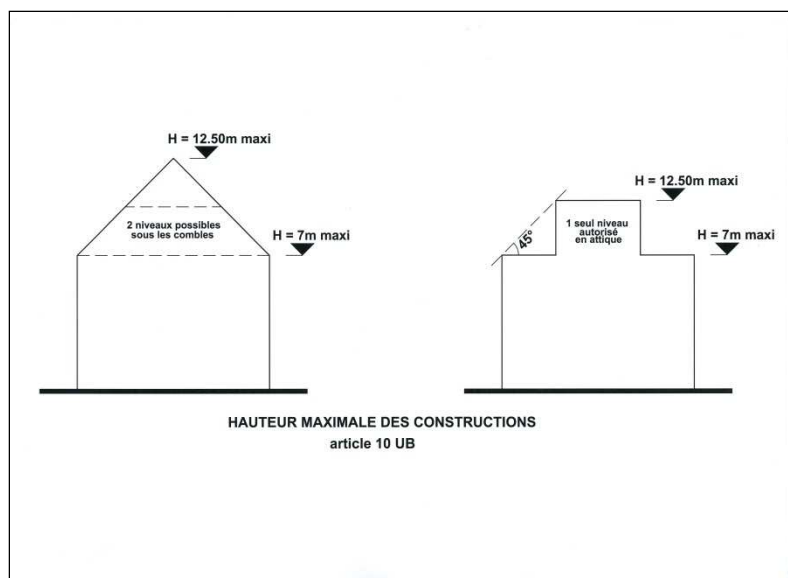 H = 12.50m maxi
2 niveaux possibles
sous les combles
H = 7m maxi
H = 12.50m maxi
1 seul niveau
autorisé
en attique
45°
H = 7m maxi
HAUTEUR MAXIMALE DES CONSTRUCTIONS
article 10 UB